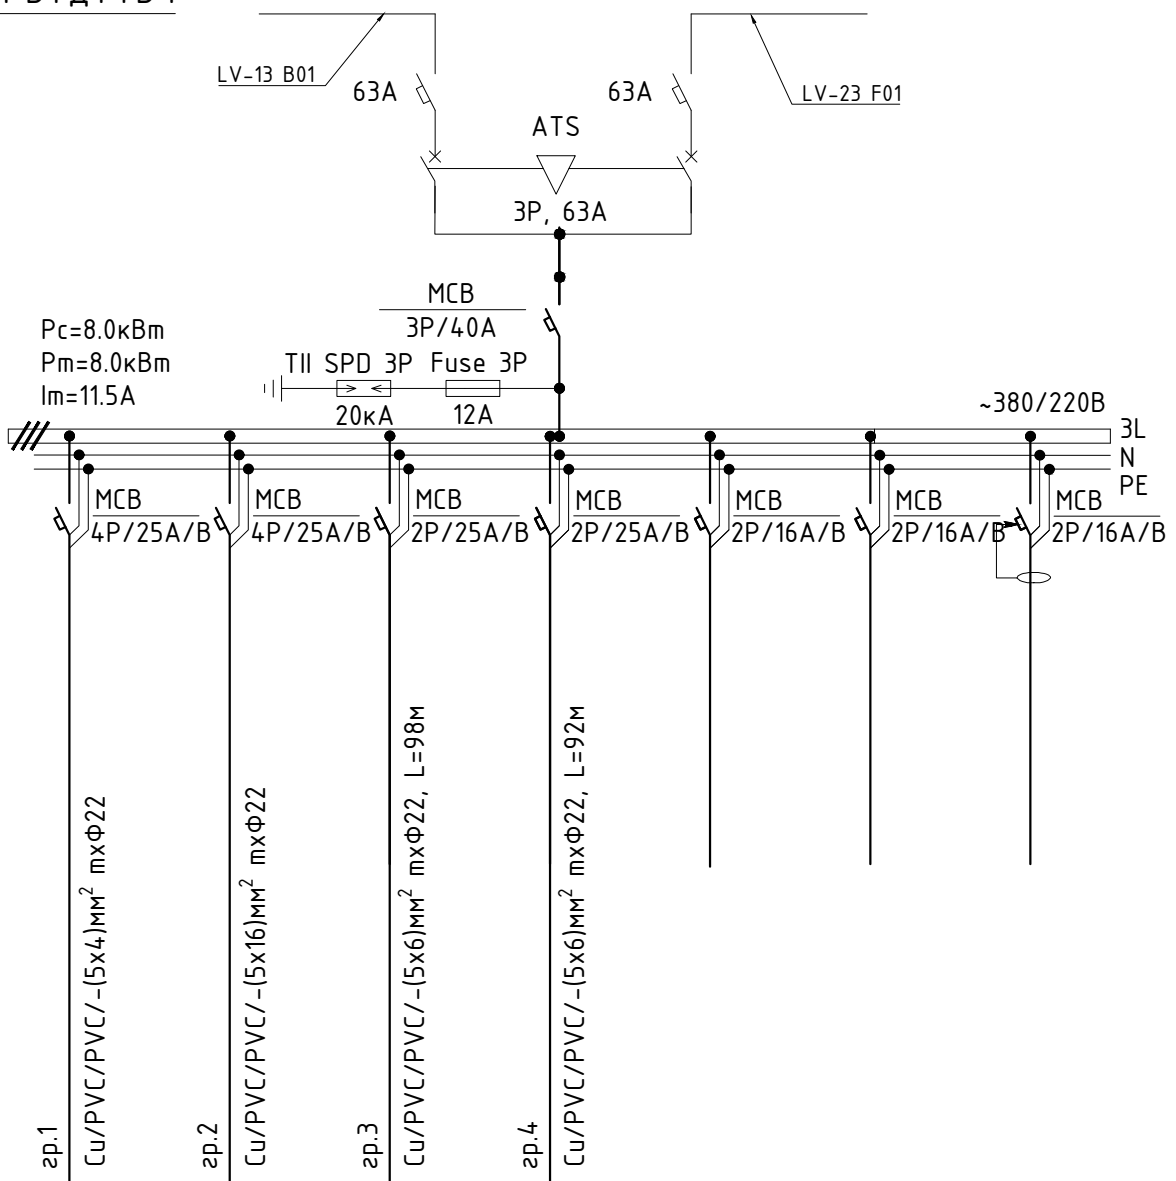 LV-13 B01
63A
63A
LV-23 F01
ATS
3P, 63A
MCB
3P/40A
Pc=8.0кВт
Рт=8.0кВт
Iт=11.5А
TII SPD 3P
Fuse 3P
20кА
12A
~380/220В
3L
N
PE
MCB
4P/25A/B
MCB
4P/25A/B
MCB
2P/25A/B
MCB
2P/25A/B
MCB
2P/16A/B
MCB
2P/16A/B
MCB
2P/16A/B
гр.1
Cu/PVC/PVC/-(5x4)мм² тхФ22
гр.2
Cu/PVC/PVC/-(5x16)мм² тхФ22
гр.3
Cu/PVC/PVC/-(5x6)мм² тхФ22, L=98м
гр.4
Cu/PVC/PVC/-(5x6)мм² тхФ22, L=92м